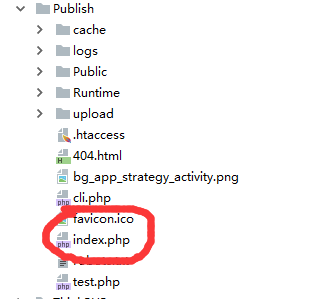 Publish
cache
logs
Public
Runtime
upload
.htaccess
404.html
bg_app_strategy_activity.png
cli.php
favicon.ico
index.php
test.php